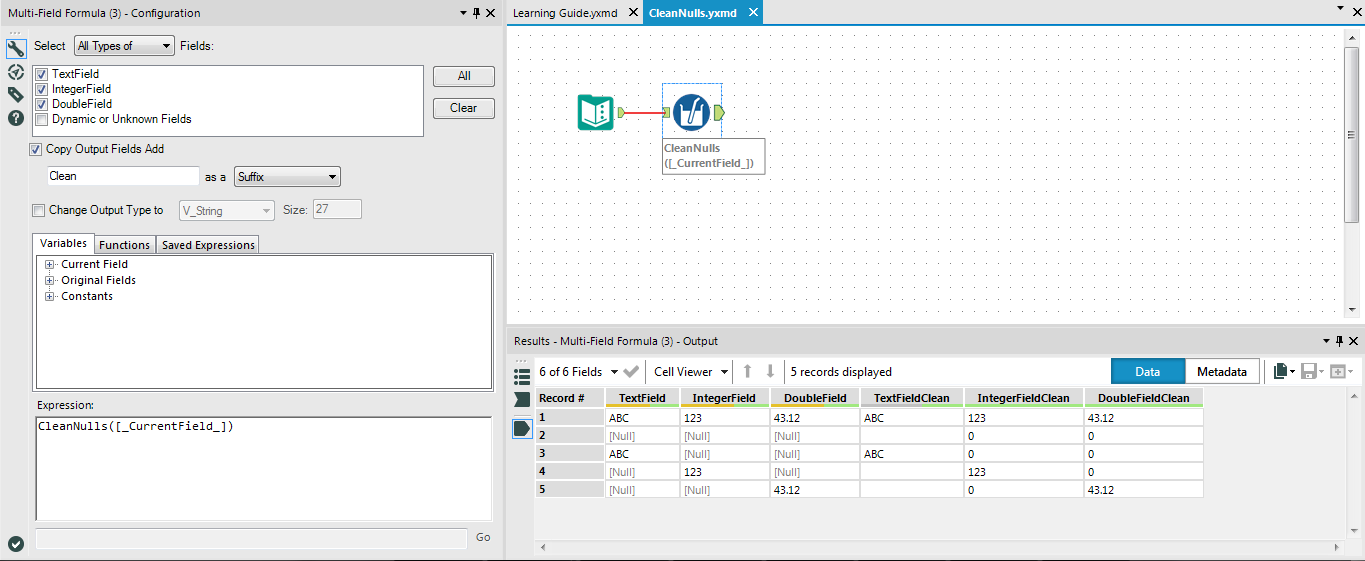 Multi-Field Formula (3) - Configuration
Select All Types of Fields:
TextField
IntegerField
DoubleField
Dynamic or Unknown Fields
All
Clear
Copy Output Fields Add
Clean as a Suffix
Change Output Type to V_String Size: 27
Variables Functions Saved Expressions
Current Field
Original Fields
Constants
Expression:
CleanNulls([_CurrentField_])
Go
Learning Guide.yxmd CleanNulls.yxmd
CleanNulls
([_CurrentField_])
Results - Multi-Field Formula (3) - Output
6 of 6 Fields Cell Viewer 5 records displayed Data Metadata
Record # TextField IntegerField DoubleField TextFieldClean IntegerFieldClean DoubleFieldClean
1 ABC 123 43.12 ABC 123 43.12
2 [Null] [Null] [Null] 0 0
3 ABC [Null] [Null] ABC 0 0
4 [Null] 123 [Null] 123 0
5 [Null] [Null] 43.12 0 43.12